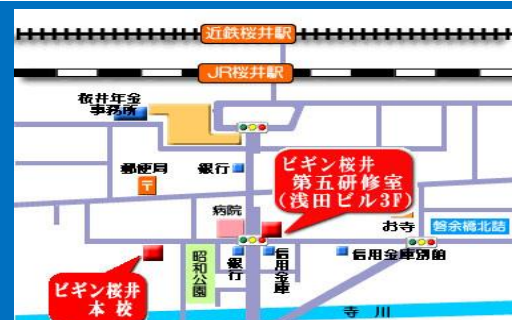 近鉄桜井駅
JR桜井駅
桜井年金
事務所
郵便局
銀行
ビギン桜井
第五研修室
(浅田ビル3F)
病院
お寺
磐余橋北詰
昭和公園
銀行
信用金庫
信用金庫別館
ビギン桜井
本校
寺川